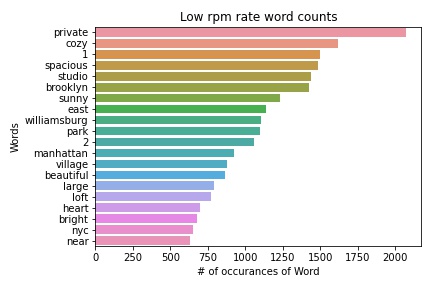 Low rpm rate word counts
private
cozy
1
spacious
studio
brooklyn
sunny
east
williamsburg
park
2
manhattan
village
beautiful
large
loft
heart
bright
nyc
near
Words
0 250 500 750 1000 1250 1500 1750 2000
# of occurances of Word